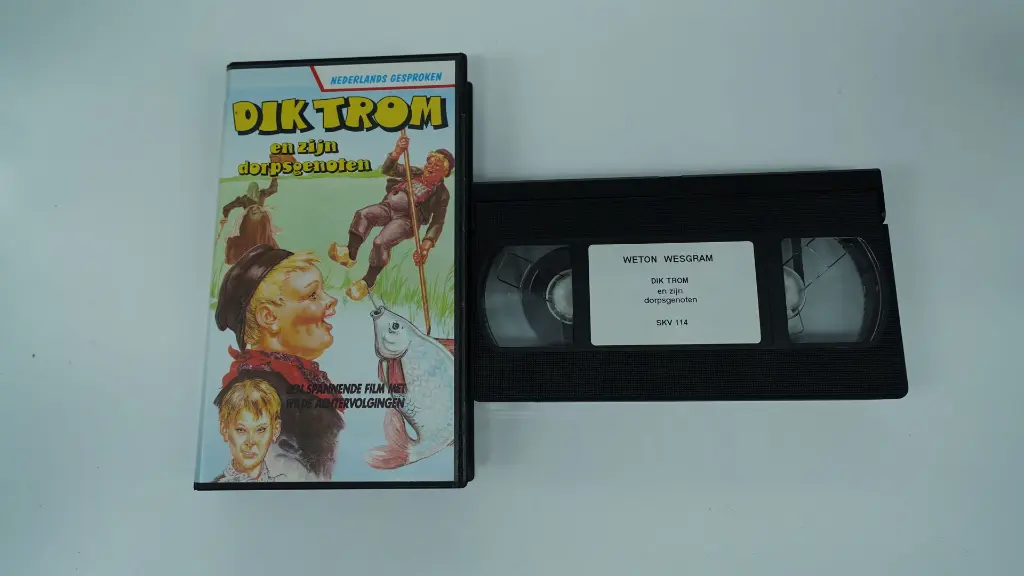 NEDERLANDS GESPROKEN
DIK TROM
en zijn
dorpsgenoten
EEN SPANNENDE FILM MET
WILDE ACHTERVOLGINGEN
WETON WESGRAM
DIK TROM
en zijn
dorpsgenoten
SKV 114